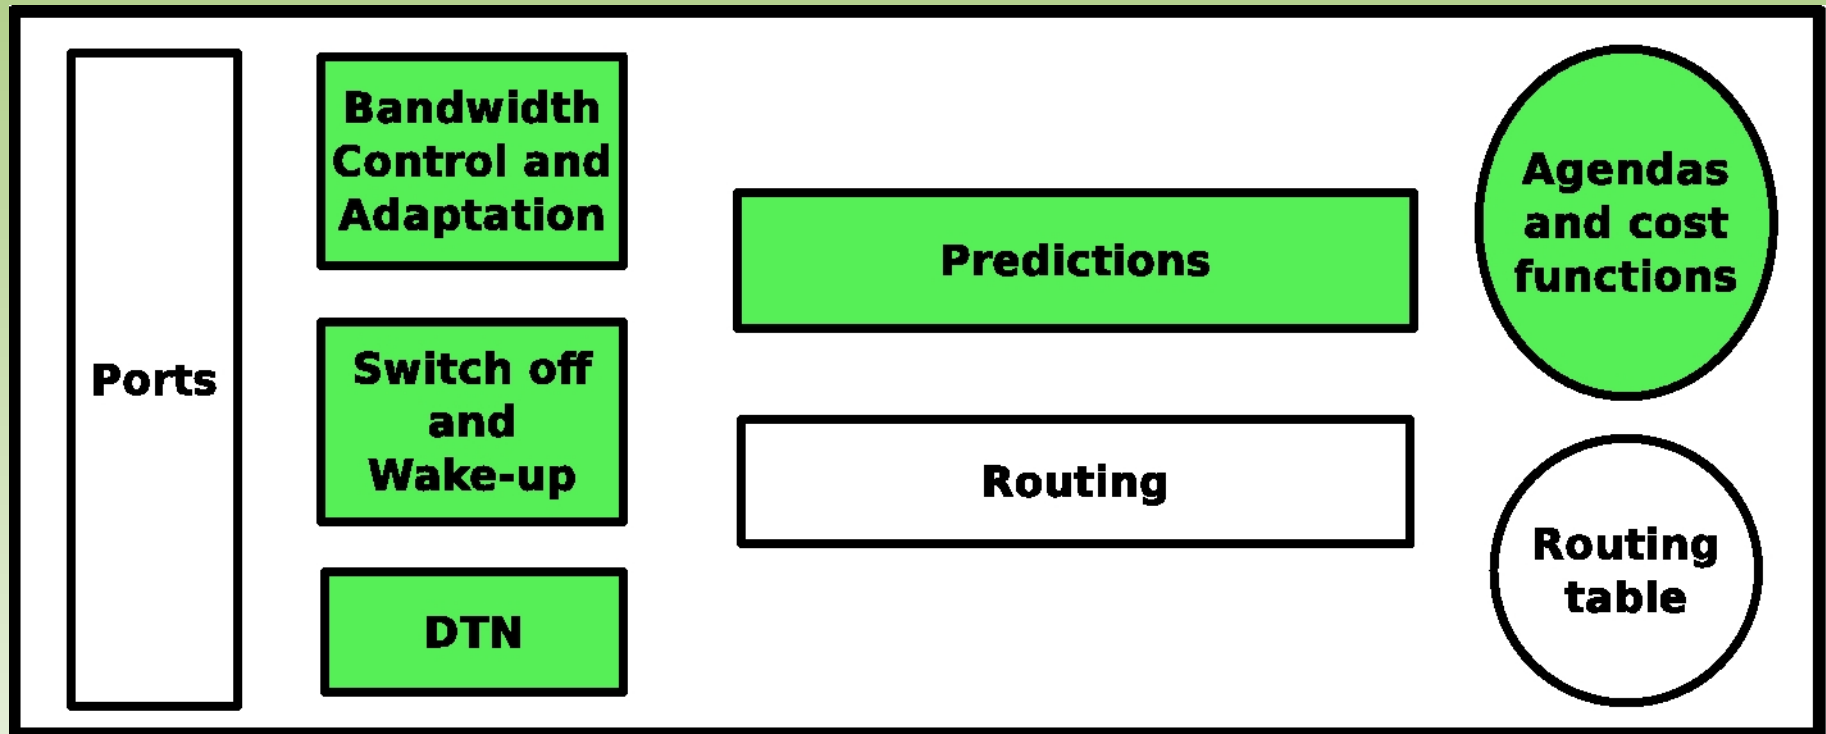 Ports
Bandwidth
Control and
Adaptation
Switch off
and
Wake-up
DTN
Predictions
Routing
Agendas
and cost
functions
Routing
table